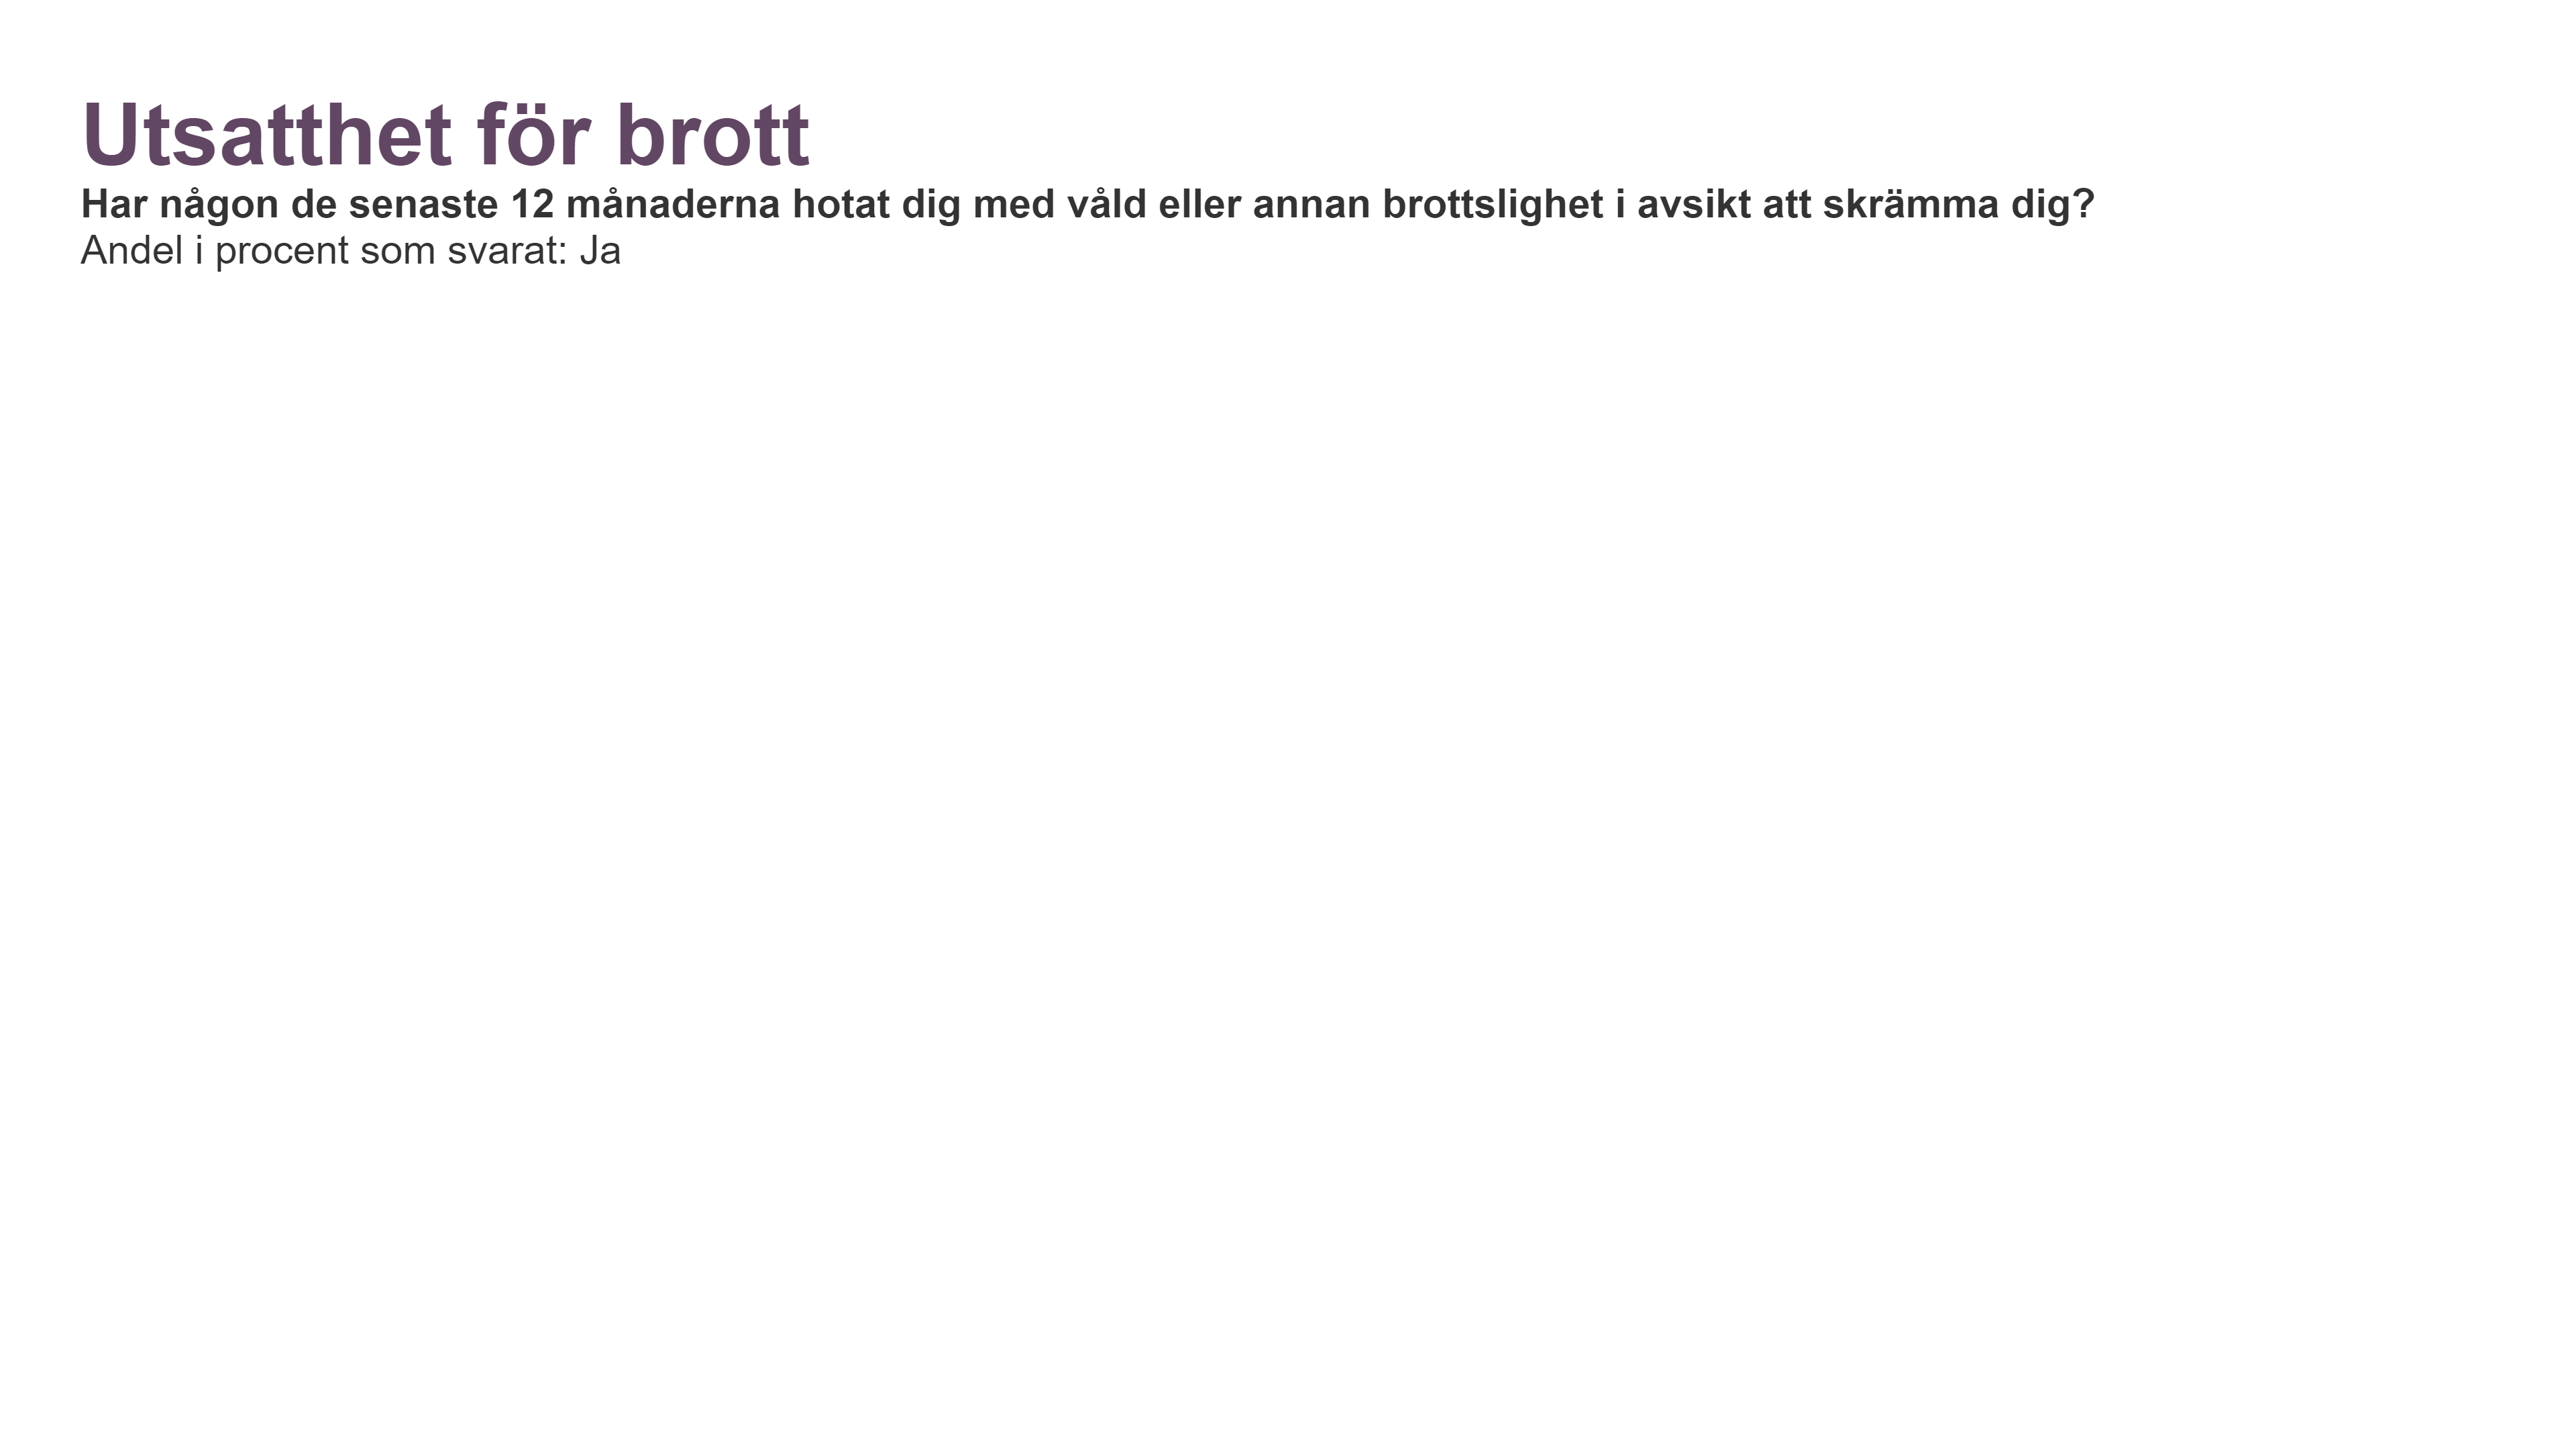 Utsatthet för brott
Har någon de senaste 12 månaderna hotat dig med våld eller annan brottslighet i avsikt att skrämma dig?
Andel i procent som svarat: Ja